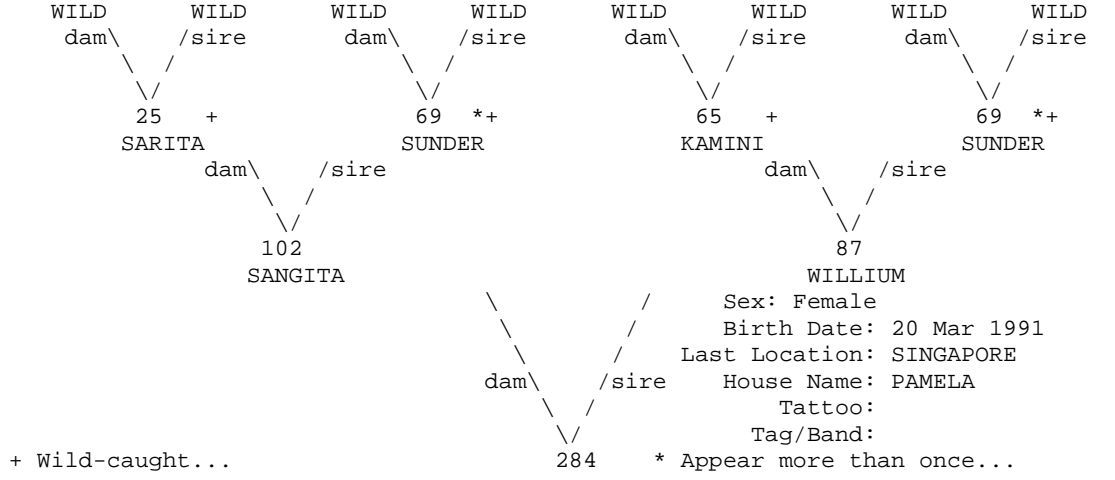 WILD WILD WILD WILD WILD WILD WILD WILD
dam\ /sire dam\ /sire dam\ /sire dam\ /sire
\ / \ / \ / \ /
\/ \/ \/ \/
25 + 69 *+ 65 + 69 *+
SARITA SUNDER KAMINI SUNDER
dam\ /sire dam\ /sire
\ / \ /
\/ \/
102 87
SANGITA WILLIUM
\ / Sex: Female
\ / Birth Date: 20 Mar 1991
\ / Last Location: SINGAPORE
dam\ /sire House Name: PAMELA
\ / Tattoo:
\/ Tag/Band:
+ Wild-caught... 284 * Appear more than once...